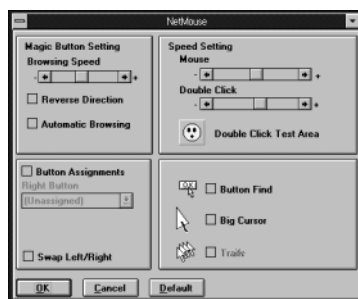 NetMouse
Magic Button Setting
Browsing Speed
- +
Reverse Direction
Automatic Browsing
Speed Setting
Mouse
- +
Double Click
- +
Double Click Test Area
Button Assignments
Right Button
(Unassigned)
Swap Left/Right
OK
Button Find
Big Cursor
Trails
OK
Cancel
Default